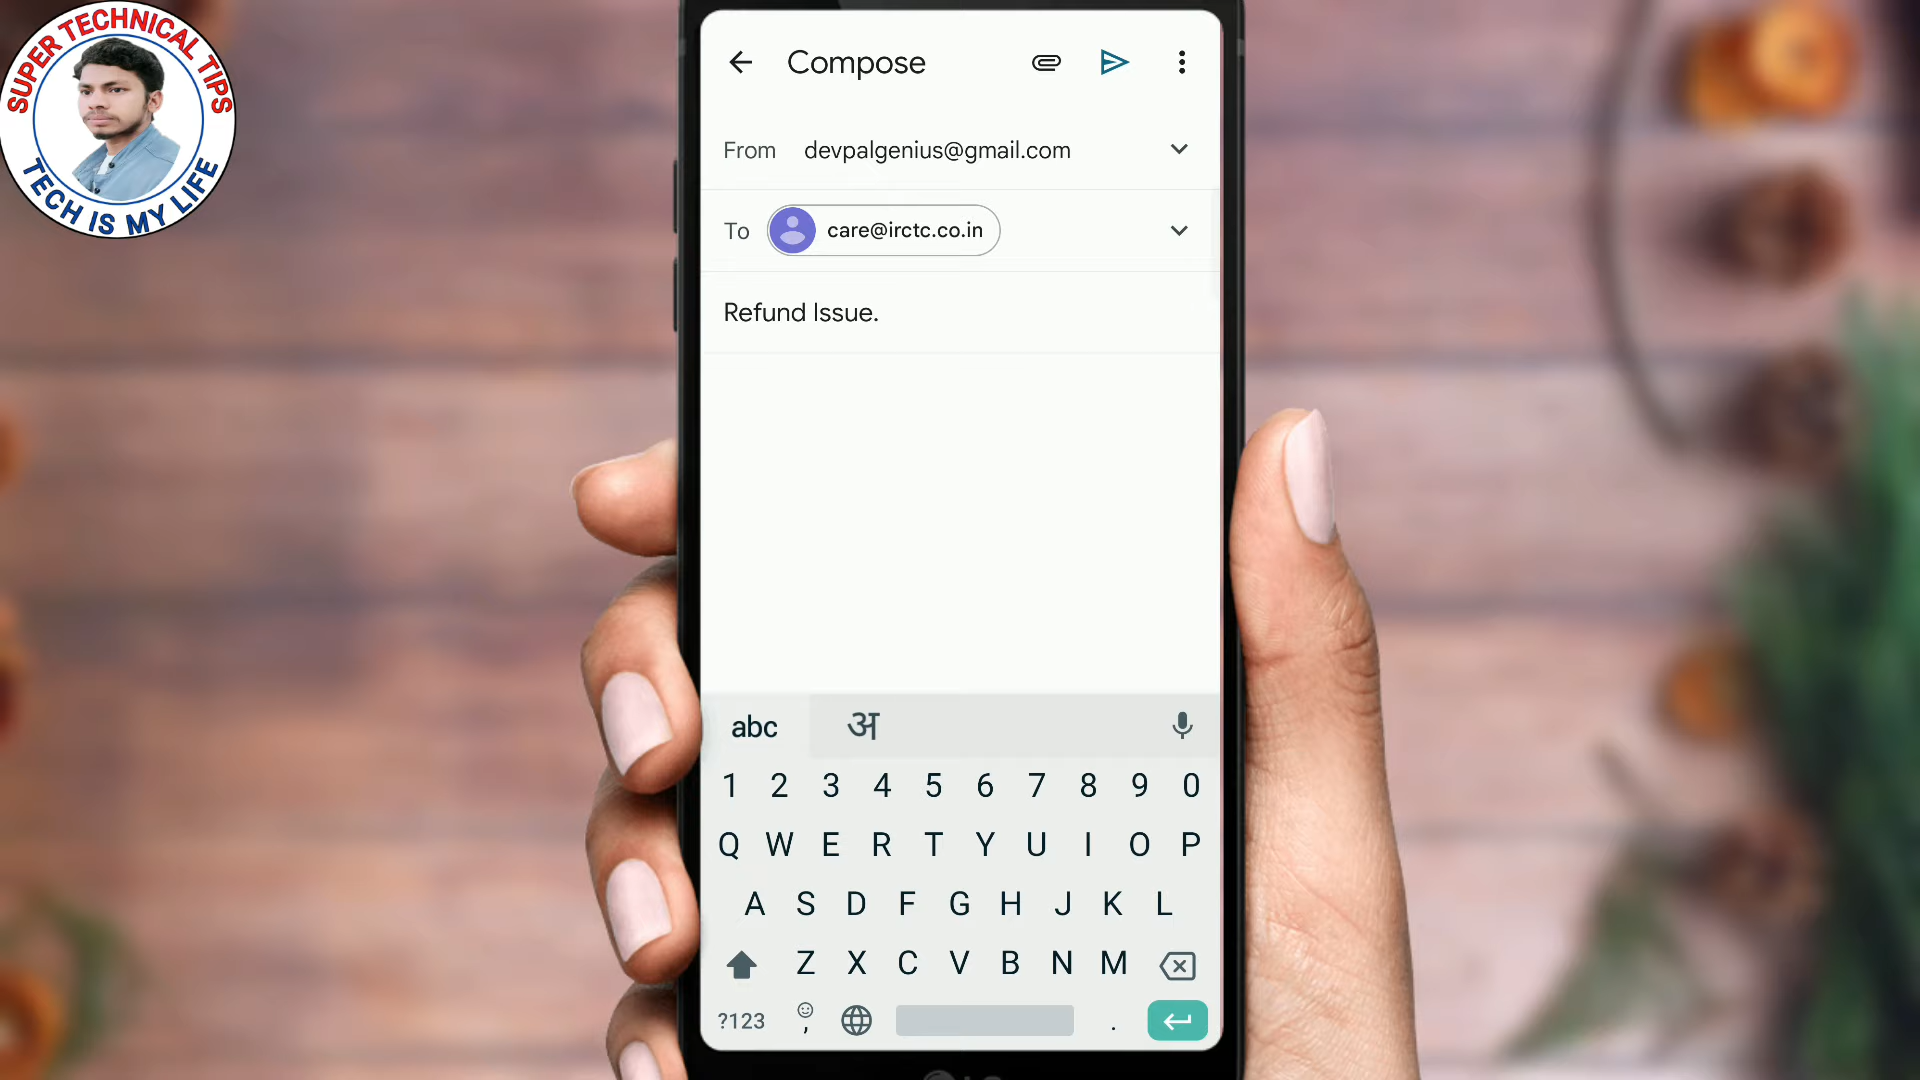 SUPER TECHNICAL TIPS
TECH IS MY LIFE
Compose
From devpalgenius@gmail.com
To care@irctc.co.in
Refund Issue.
abc अ
1 2 3 4 5 6 7 8 9 0
Q W E R T Y U I O P
A S D F G H J K L
Z X C V B N M
?123 , .